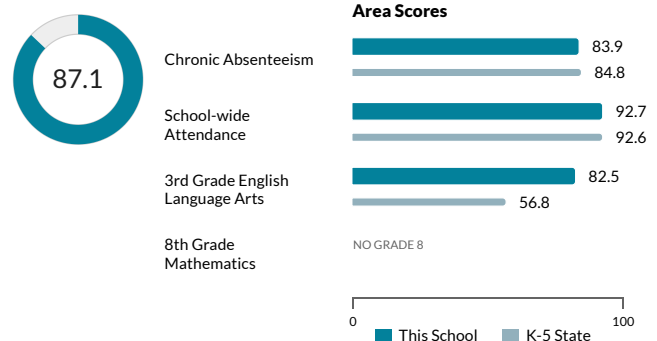 Area Scores
87.1
Chronic Absenteeism
83.9
84.8
School-wide
Attendance
92.7
92.6
3rd Grade English
Language Arts
82.5
56.8
8th Grade
Mathematics
NO GRADE 8
0
100
This School
K-5 State